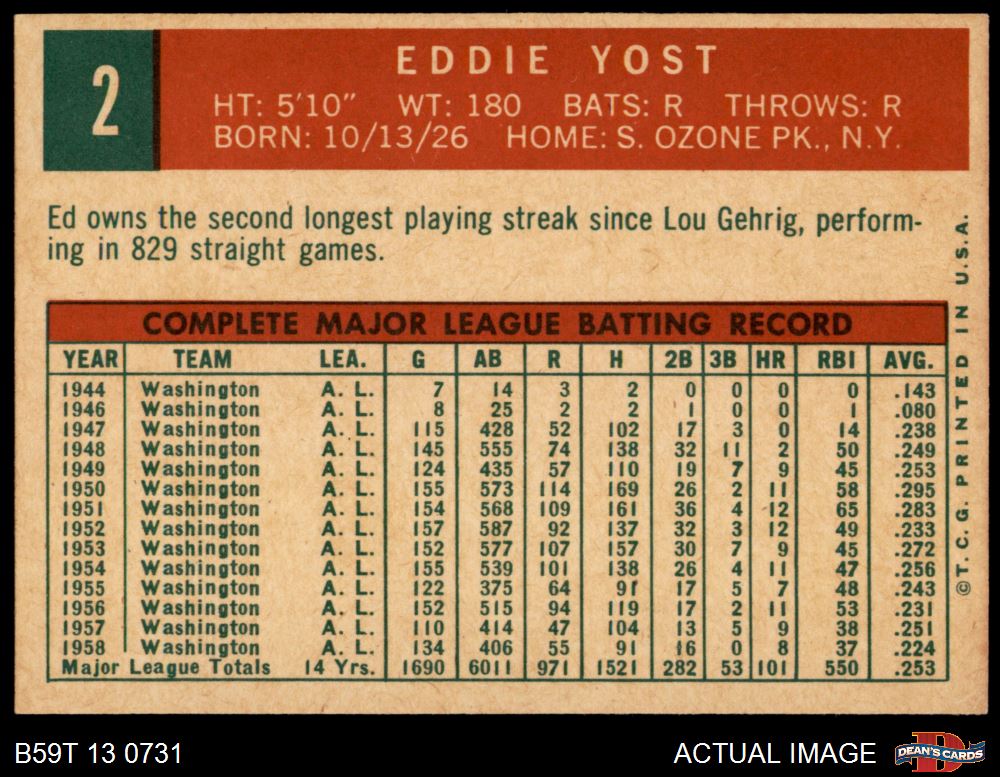 2
EDDIE YOST
HT: 5'10" WT: 180 BATS: R THROWS: R
BORN: 10/13/26 HOME: S. OZONE PK., N.Y.
Ed owns the second longest playing streak since Lou Gehrig, perform-
ing in 829 straight games.
COMPLETE MAJOR LEAGUE BATTING RECORD
YEAR TEAM LEA. G AB R H 2B 3B HR RBI AVG.
1944 Washington A. L. 7 14 3 2 0 0 0 0 .143
1946 Washington A. L. 8 25 2 2 1 0 0 1 .080
1947 Washington A. L. 115 428 52 102 17 3 0 14 .238
1948 Washington A. L. 145 555 74 138 32 11 2 50 .249
1949 Washington A. L. 124 435 57 110 19 7 9 45 .253
1950 Washington A. L. 155 573 114 169 26 2 11 58 .295
1951 Washington A. L. 154 568 109 161 36 4 12 65 .283
1952 Washington A. L. 157 587 92 137 32 3 12 49 .233
1953 Washington A. L. 152 577 107 157 30 7 9 45 .272
1954 Washington A. L. 155 539 101 138 26 4 11 47 .256
1955 Washington A. L. 122 375 64 91 17 5 7 48 .243
1956 Washington A. L. 152 515 94 119 17 2 11 53 .231
1957 Washington A. L. 110 414 47 104 13 5 9 38 .251
1958 Washington A. L. 134 406 55 91 16 0 8 37 .224
Major League Totals 14 Yrs. 1690 6011 971 1521 282 53 101 550 .253
©T. C. G. PRINTED IN U.S.A.
B59T 13 0731
ACTUAL IMAGE
D
DEAN'S CARDS